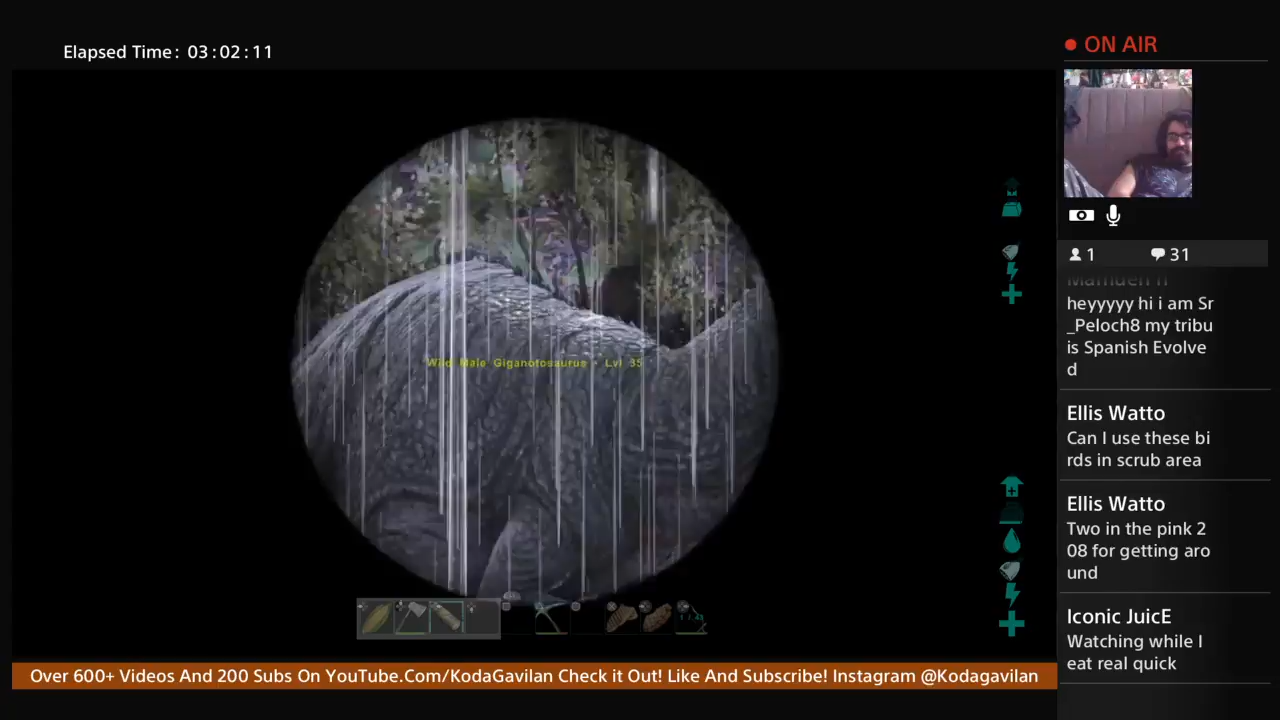 Elapsed Time: 03:02:11
ON AIR
1 31
heyyyyy hi i am Sr
_Peloch8 my tribu
is Spanish Evolve
d
Ellis Watto
Can I use these bi
rds in scrub area
Ellis Watto
Two in the pink 2
08 for getting aro
und
Iconic JuicE
Watching while I
eat real quick
Wild Male Giganotosaurus - Lvl 35
Over 600+ Videos And 200 Subs On YouTube.Com/KodaGavilan Check it Out! Like And Subscribe! Instagram @Kodagavilan